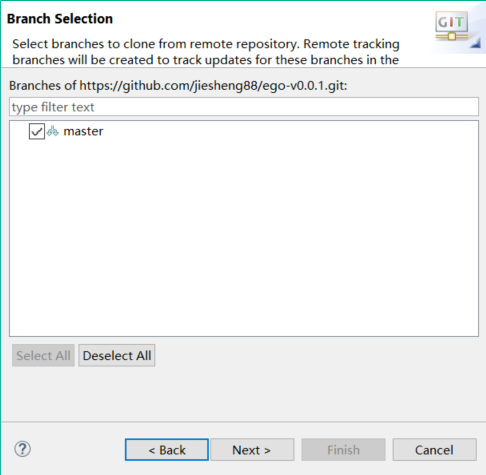 Branch Selection
GIT
Select branches to clone from remote repository. Remote tracking
branches will be created to track updates for these branches in the
Branches of https://github.com/jiesheng88/ego-v0.0.1.git:
type filter text
master
Select All Deselect All
? < Back Next > Finish Cancel